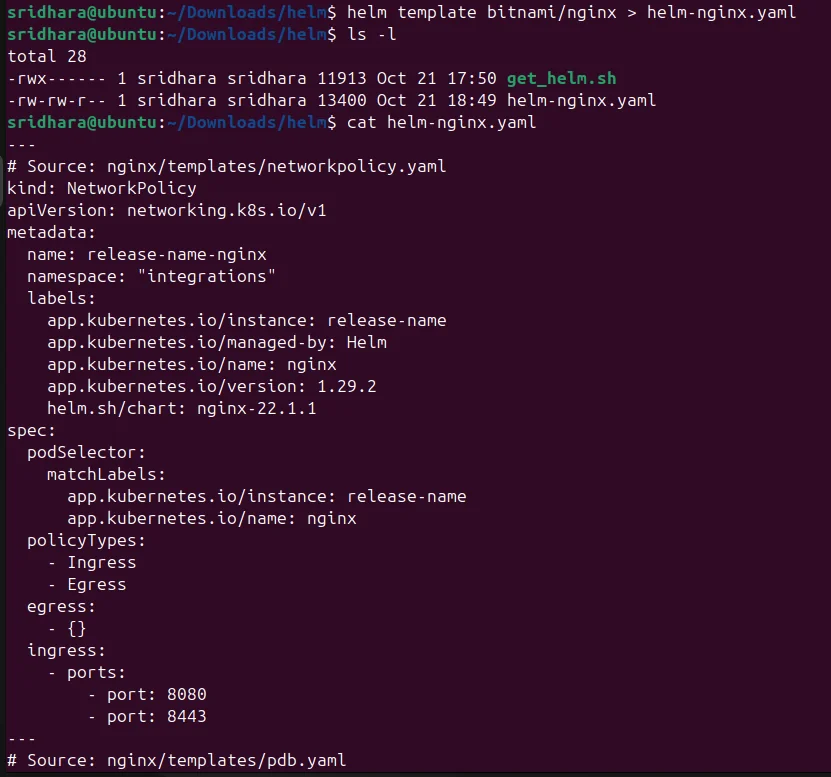 sridhara@ubuntu:~/Downloads/helm$ helm template bitnami/nginx > helm-nginx.yaml
sridhara@ubuntu:~/Downloads/helm$ ls -l
total 28
-rwx------ 1 sridhara sridhara 11913 Oct 21 17:50 get_helm.sh
-rw-rw-r-- 1 sridhara sridhara 13400 Oct 21 18:49 helm-nginx.yaml
sridhara@ubuntu:~/Downloads/helm$ cat helm-nginx.yaml
---
# Source: nginx/templates/networkpolicy.yaml
kind: NetworkPolicy
apiVersion: networking.k8s.io/v1
metadata:
  name: release-name-nginx
  namespace: "integrations"
  labels:
    app.kubernetes.io/instance: release-name
    app.kubernetes.io/managed-by: Helm
    app.kubernetes.io/name: nginx
    app.kubernetes.io/version: 1.29.2
    helm.sh/chart: nginx-22.1.1
spec:
  podSelector:
    matchLabels:
      app.kubernetes.io/instance: release-name
      app.kubernetes.io/name: nginx
  policyTypes:
    - Ingress
    - Egress
  egress:
    - {}
  ingress:
    - ports:
        - port: 8080
        - port: 8443
---
# Source: nginx/templates/pdb.yaml